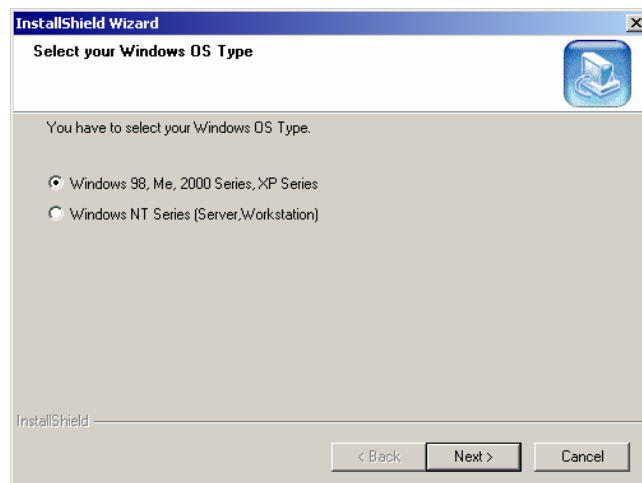 InstallShield Wizard
Select your Windows OS Type
You have to select your Windows OS Type.
Windows 98, Me, 2000 Series, XP Series
Windows NT Series (Server,Workstation)
InstallShield
< Back Next > Cancel